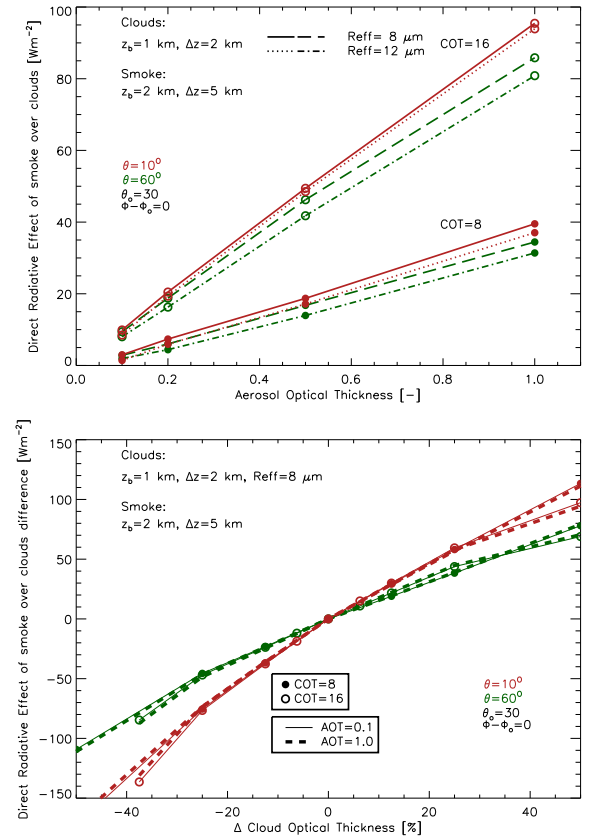 Clouds:
z_b=1 km, Δz=2 km
Smoke:
z_b=2 km, Δz=5 km
Reff= 8 μm
Reff=12 μm
COT=16
COT=8
θ=10°
θ=60°
θ_o=30
Φ−Φ_o=0
Direct Radiative Effect of smoke over clouds [Wm⁻²]
100
80
60
40
20
0
0.0 0.2 0.4 0.6 0.8 1.0
Aerosol Optical Thickness [−]
Clouds:
z_b=1 km, Δz=2 km, Reff=8 μm
Smoke:
z_b=2 km, Δz=5 km
Direct Radiative Effect of smoke over clouds difference [Wm⁻²]
150
100
50
0
−50
−100
−150
COT=8
COT=16
AOT=0.1
AOT=1.0
θ=10°
θ=60°
θ_o=30
Φ−Φ_o=0
−40 −20 0 20 40
Δ Cloud Optical Thickness [%]